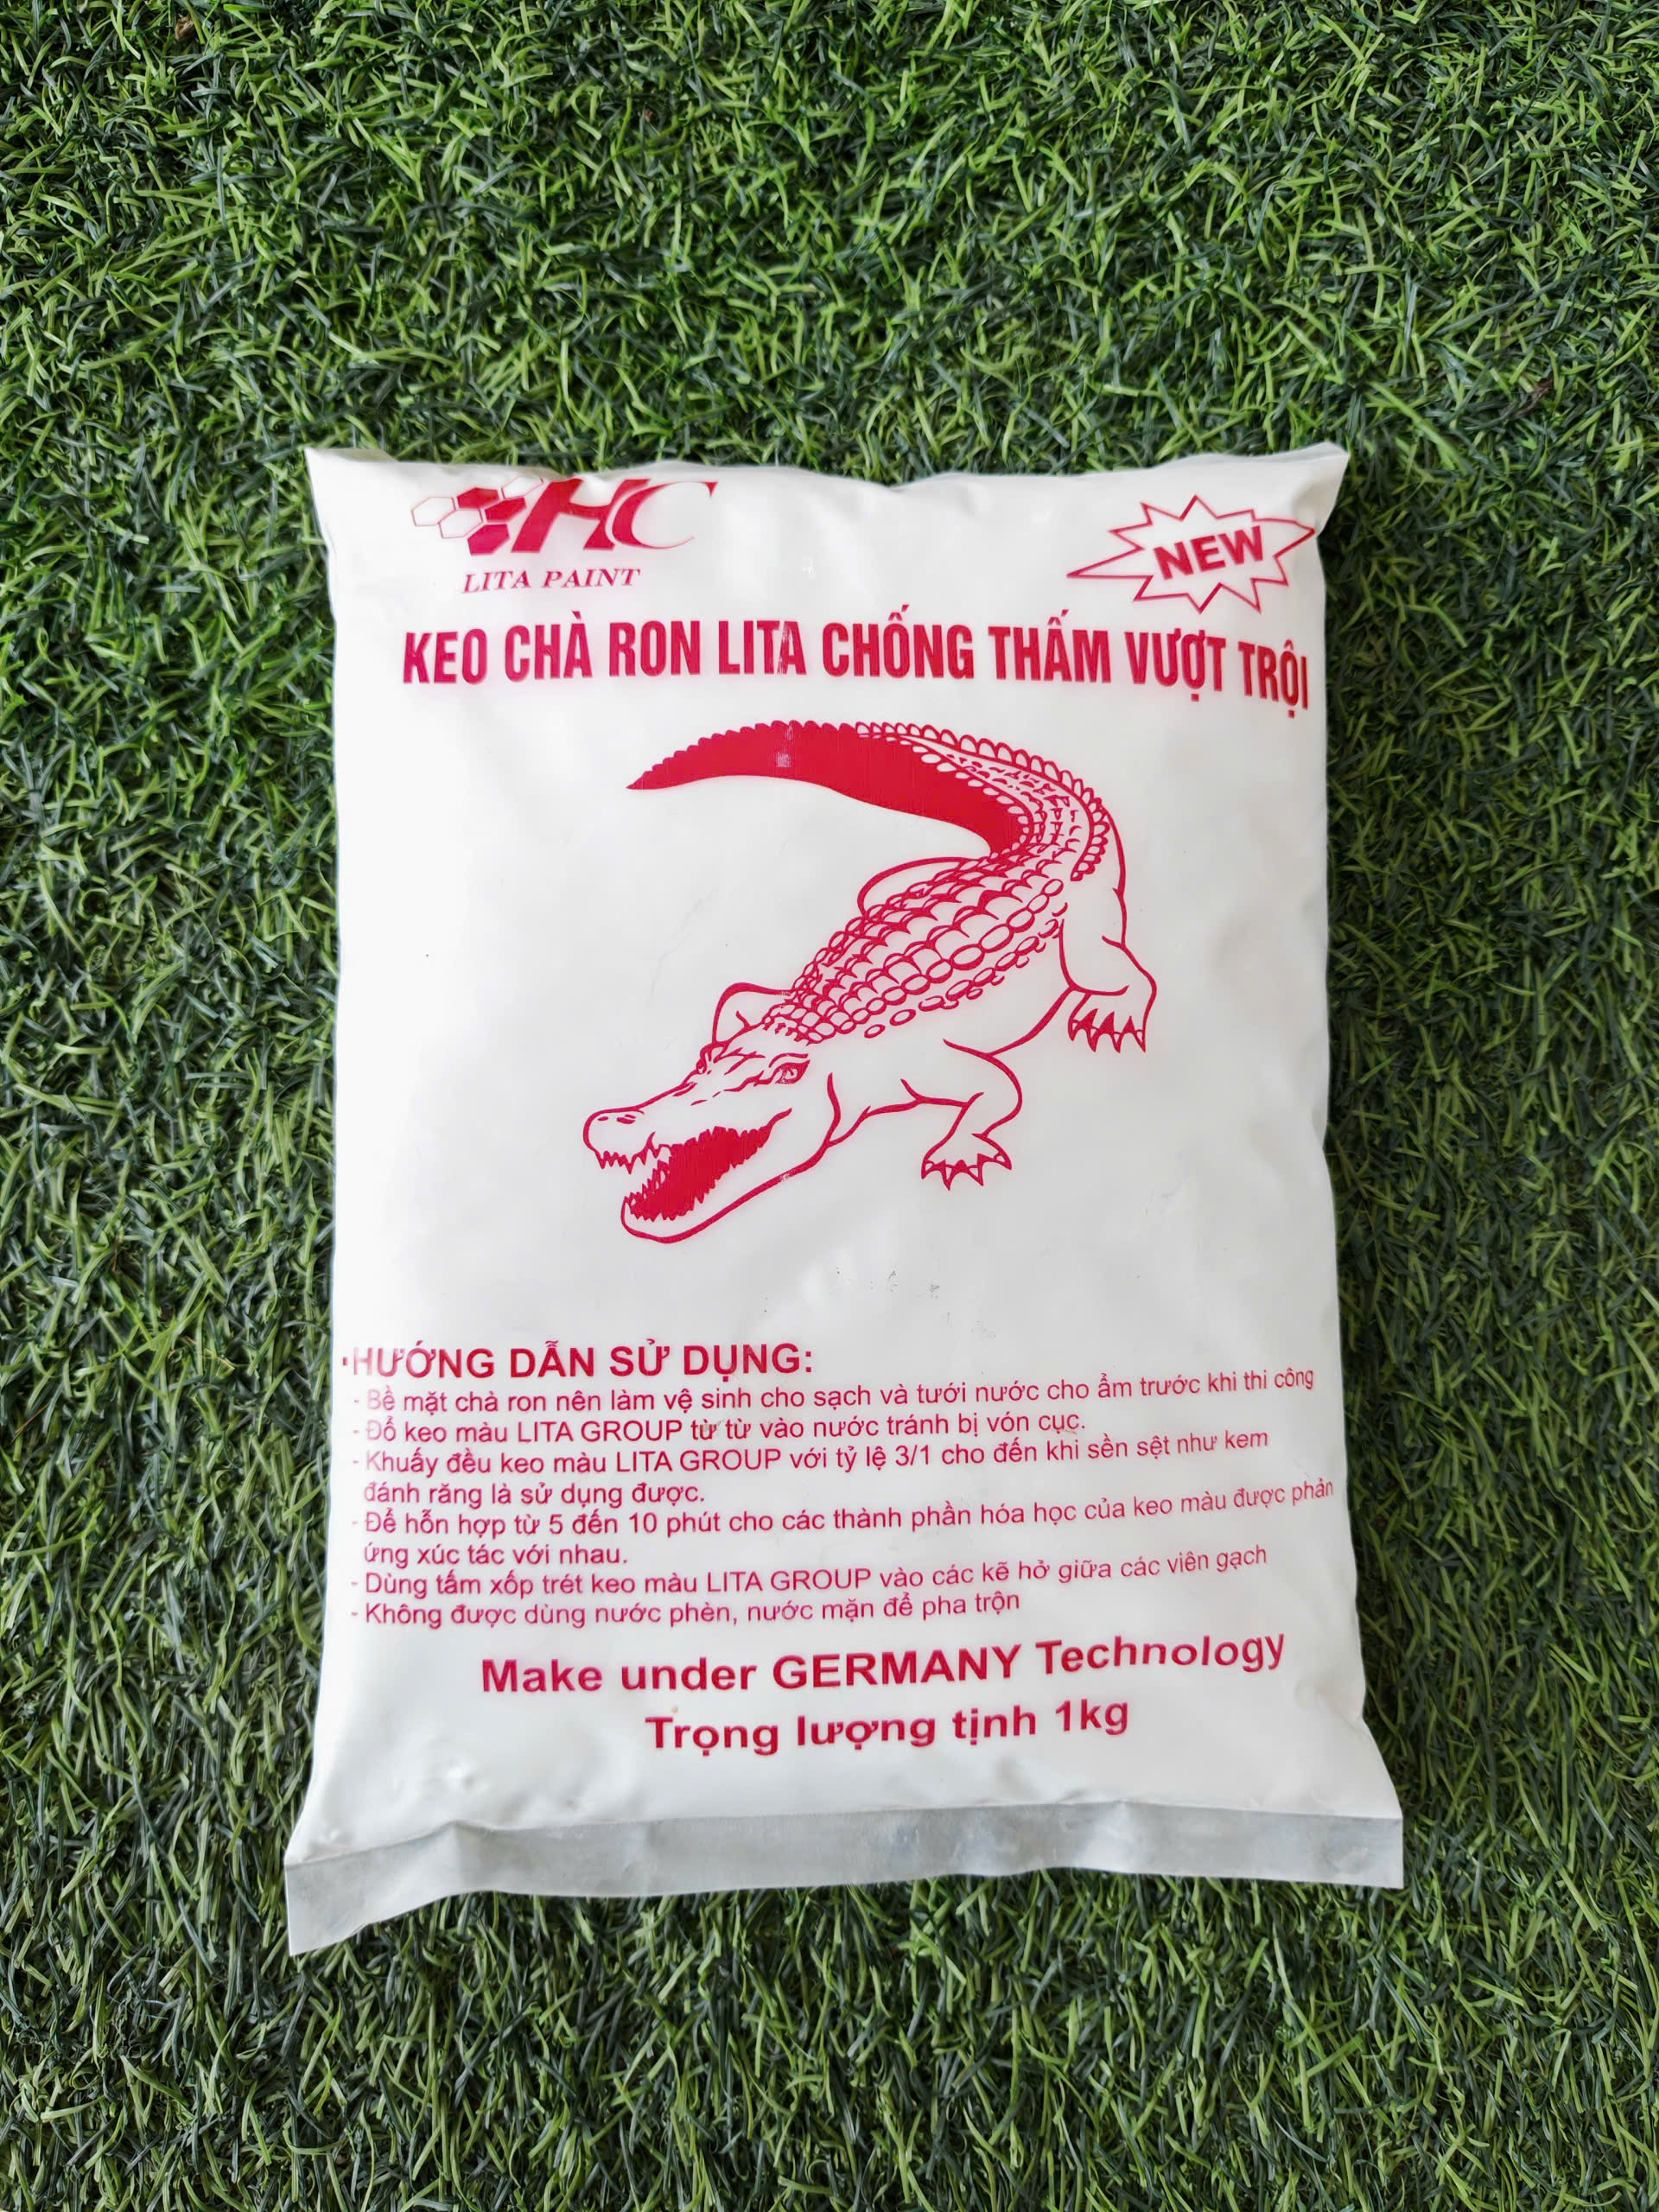 HC
LITA PAINT
NEW
KEO CHÀ RON LITA CHỐNG THẤM VƯỢT TRỘI
HƯỚNG DẪN SỬ DỤNG:
- Bề mặt chà ron nên làm vệ sinh cho sạch và tưới nước cho ẩm trước khi thi công
- Đổ keo màu LITA GROUP từ từ vào nước tránh bị vón cục.
- Khuấy đều keo màu LITA GROUP với tỷ lệ 3/1 cho đến khi sền sệt như kem
đánh răng là sử dụng được.
- Để hỗn hợp từ 5 đến 10 phút cho các thành phần hóa học của keo màu được phản
ứng xúc tác với nhau.
- Dùng tấm xốp trét keo màu LITA GROUP vào các kẽ hở giữa các viên gạch
- Không được dùng nước phèn, nước mặn để pha trộn
Make under GERMANY Technology
Trọng lượng tịnh 1kg